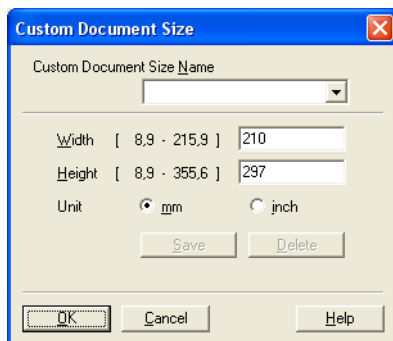 Custom Document Size
Custom Document Size Name
Width [ 8,9 - 215,9 ] 210
Height [ 8,9 - 355,6 ] 297
Unit mm inch
Save Delete
OK Cancel Help